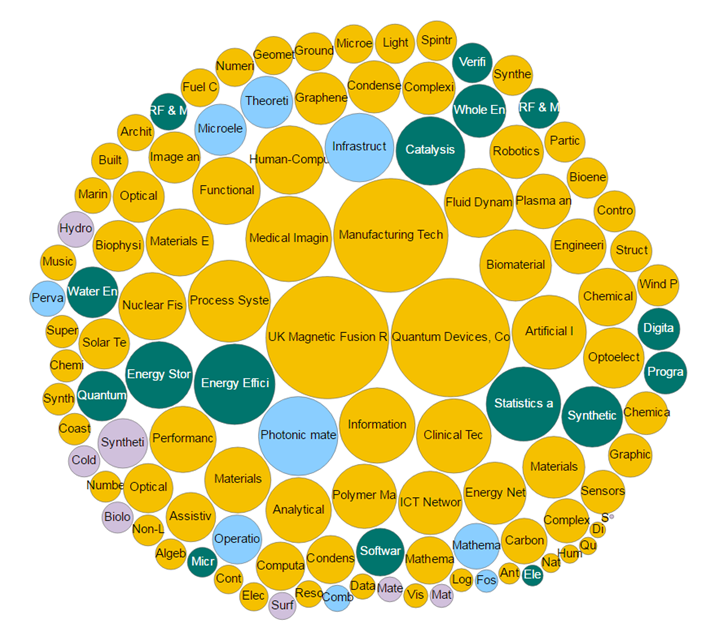 Spintr
Light
Microe
Ground
Geomet
Numeri
Verifi
Synthe
Fuel C
Theoreti
Graphene
Condense
Complexi
Whole En
RF & M
RF & M
Archit
Microele
Human-Compu
Infrastruct
Catalysis
Robotics
Partic
Built
Image an
Bioene
Marin
Optical
Functional
Fluid Dynam
Plasma an
Contro
Hydro
Biophysi
Materials E
Medical Imagin
Manufacturing Tech
Engineeri
Struct
Music
Biomaterial
Perva
Water En
Nuclear Fis
Process Syste
Chemical
Wind P
Super
Solar Te
UK Magnetic Fusion R
Quantum Devices, Co
Artificial I
Digita
Chemi
Energy Stor
Energy Effici
Optoelect
Progra
Synth
Quantum
Statistics a
Synthetic
Chemica
Coast
Syntheti
Performanc
Photonic mate
Information
Clinical Tec
Graphic
Cold
Materials
Materials
Numbe
Optical
Polymer Ma
ICT Networ
Energy Net
Sensors
Biolo
Non-L
Assistiv
Analytical
Complex
S
Di
Algeb
Operatio
Softwar
Mathema
Carbon
Qu
Micr
Computa
Condens
Mathema
Hum
Nat
Cont
Log
Fos
Ant
Ele
Elec
Surf
Reso
Comb
Data
Mate
Vis
Mat